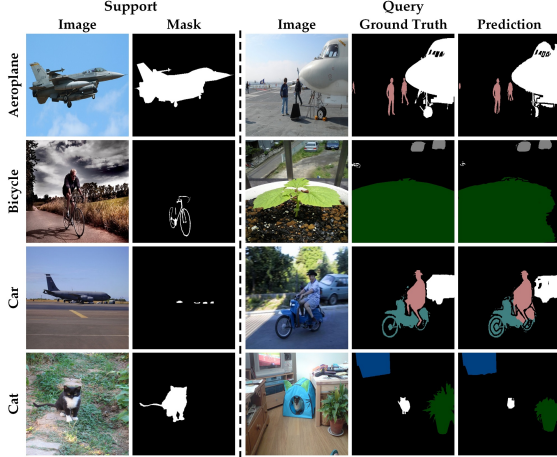 Support
Query
Image
Mask
Image
Ground Truth
Prediction
Aeroplane
Bicycle
Car
Cat